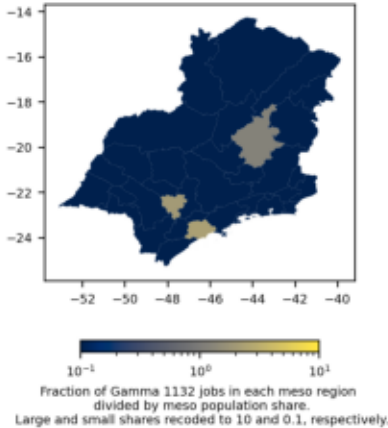 −14
−16
−18
−20
−22
−24
−52 −50 −48 −46 −44 −42 −40
10⁻¹ 10⁰ 10¹
Fraction of Gamma 1132 jobs in each meso region
divided by meso population share.
Large and small shares recoded to 10 and 0.1, respectively.